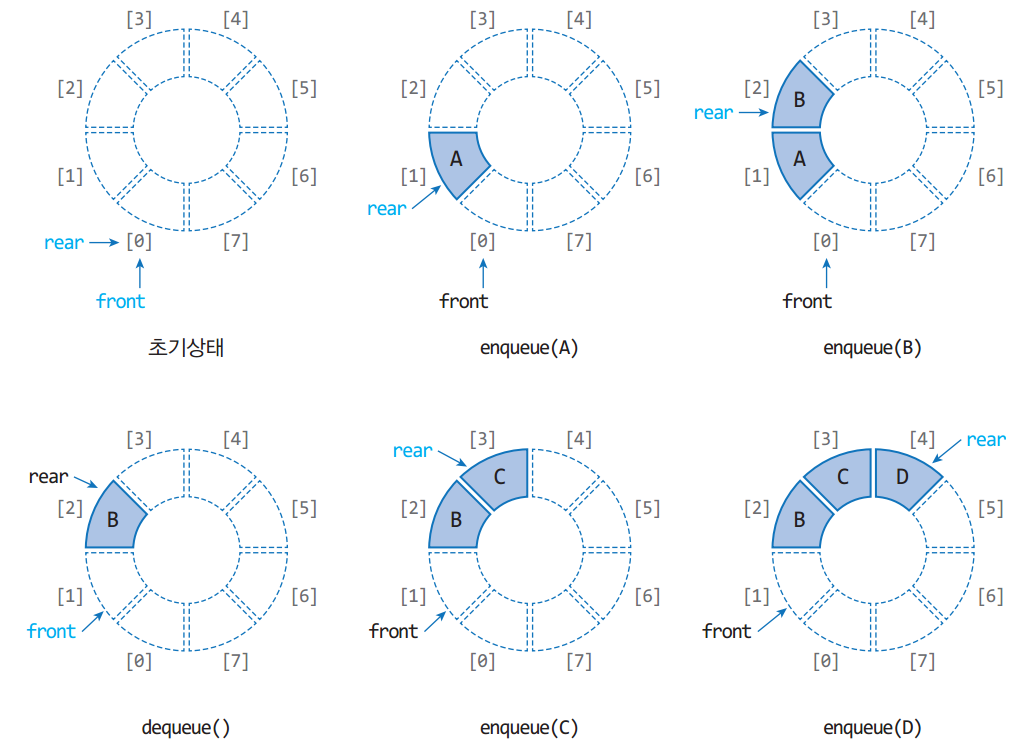 [3] [4]
[2] [5]
[1] [6]
rear [0] [7]
front
초기상태
[3] [4]
[2] [5]
A
[1] [6]
rear
[0] [7]
front
enqueue(A)
[3] [4]
[2] B [5]
rear
A
[1] [6]
[0] [7]
front
enqueue(B)
[3] [4]
rear
[2] B [5]
[1] [6]
front
[0] [7]
dequeue()
[3] [4]
rear
C
[2] B [5]
[1] [6]
front
[0] [7]
enqueue(C)
[3] [4] rear
C D
[2] B [5]
[1] [6]
front
[0] [7]
enqueue(D)